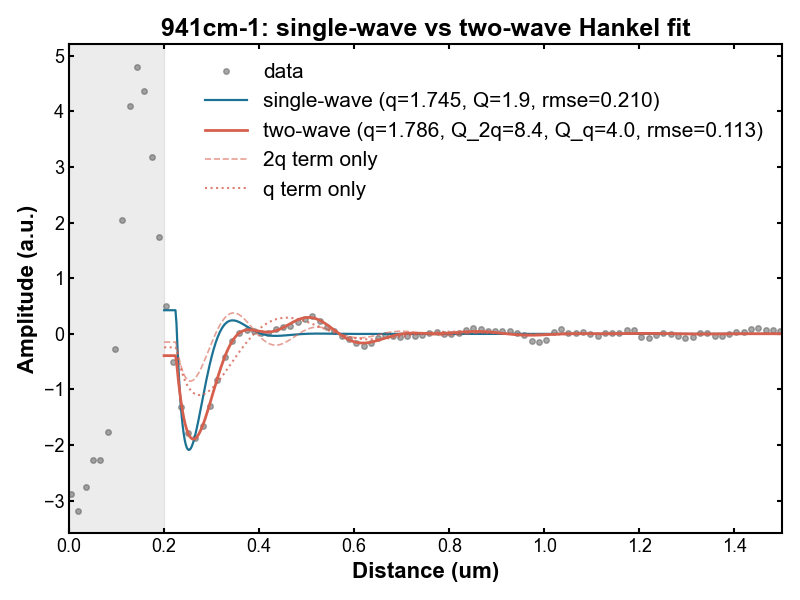 941cm-1: single-wave vs two-wave Hankel fit
data
single-wave (q=1.745, Q=1.9, rmse=0.210)
two-wave (q=1.786, Q_2q=8.4, Q_q=4.0, rmse=0.113)
2q term only
q term only
Amplitude (a.u.)
5
4
3
2
1
0
−1
−2
−3
0.0 0.2 0.4 0.6 0.8 1.0 1.2 1.4
Distance (um)